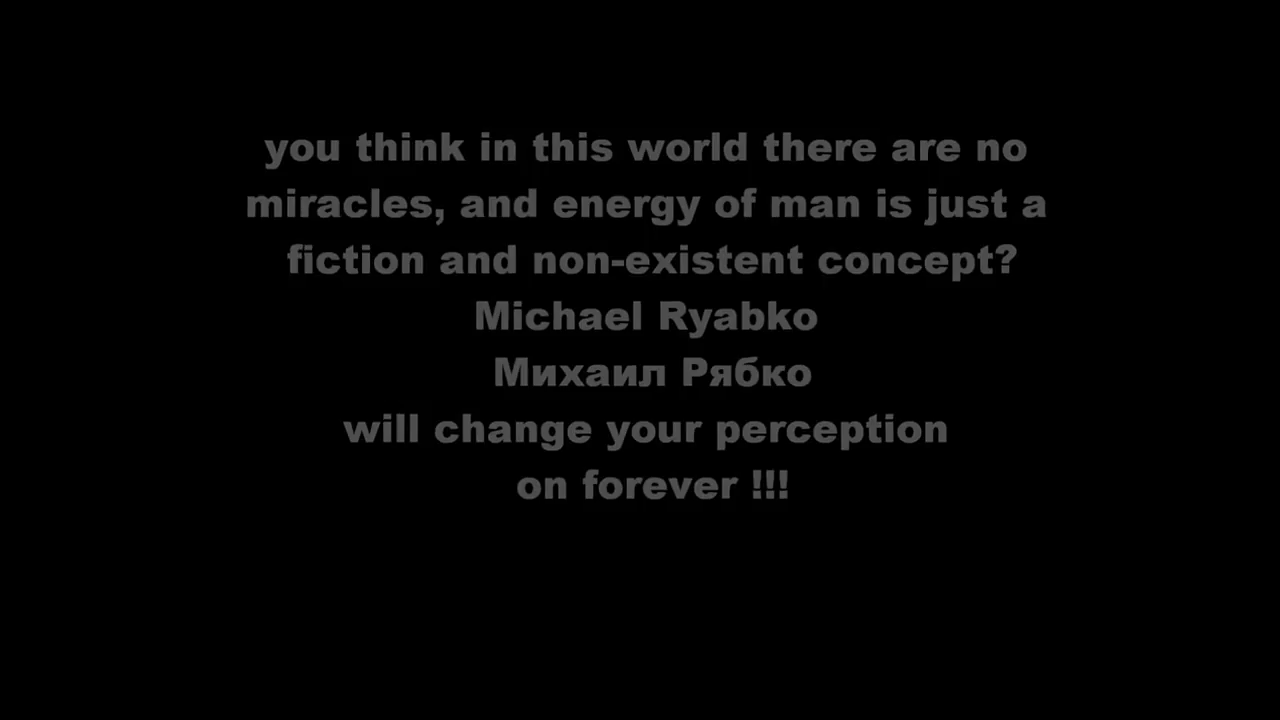 you think in this world there are no
miracles, and energy of man is just a
fiction and non-existent concept?
Michael Ryabko
Михаил Рябко
will change your perception
on forever !!!